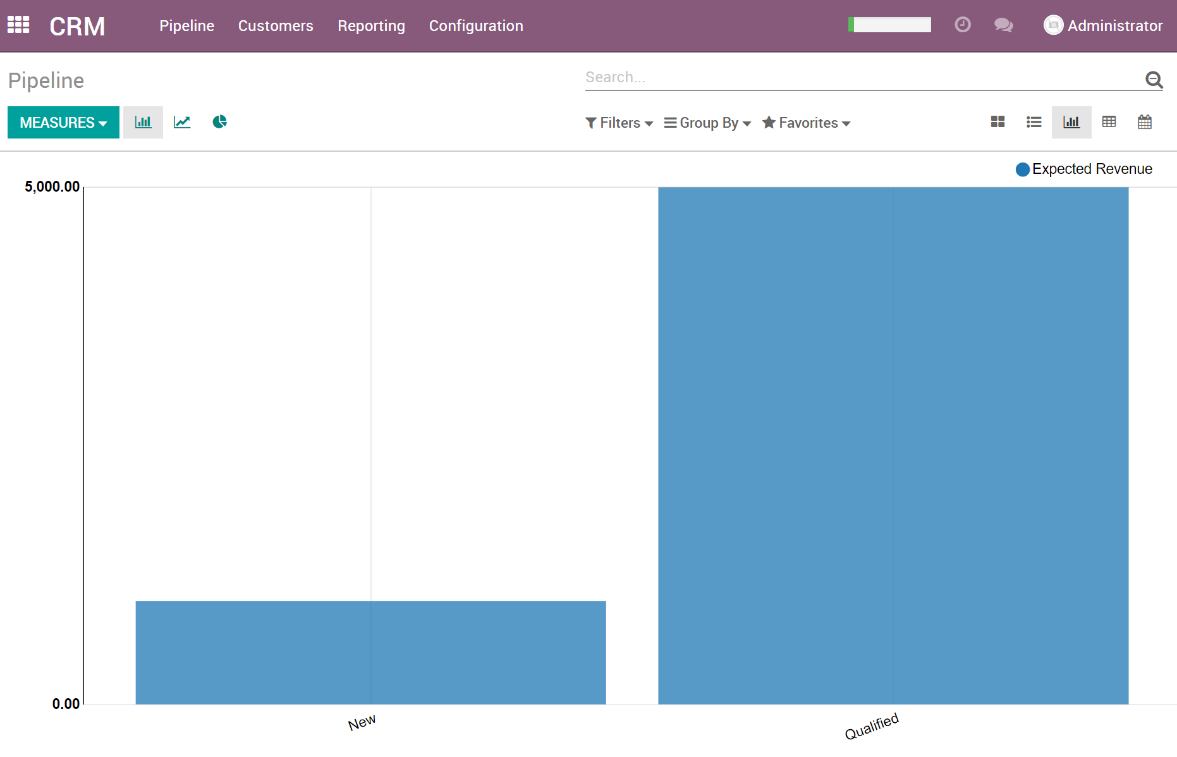 CRM Pipeline Customers Reporting Configuration Administrator
Pipeline
Search...
MEASURES Filters Group By Favorites
Expected Revenue
5,000.00
0.00
New
Qualified